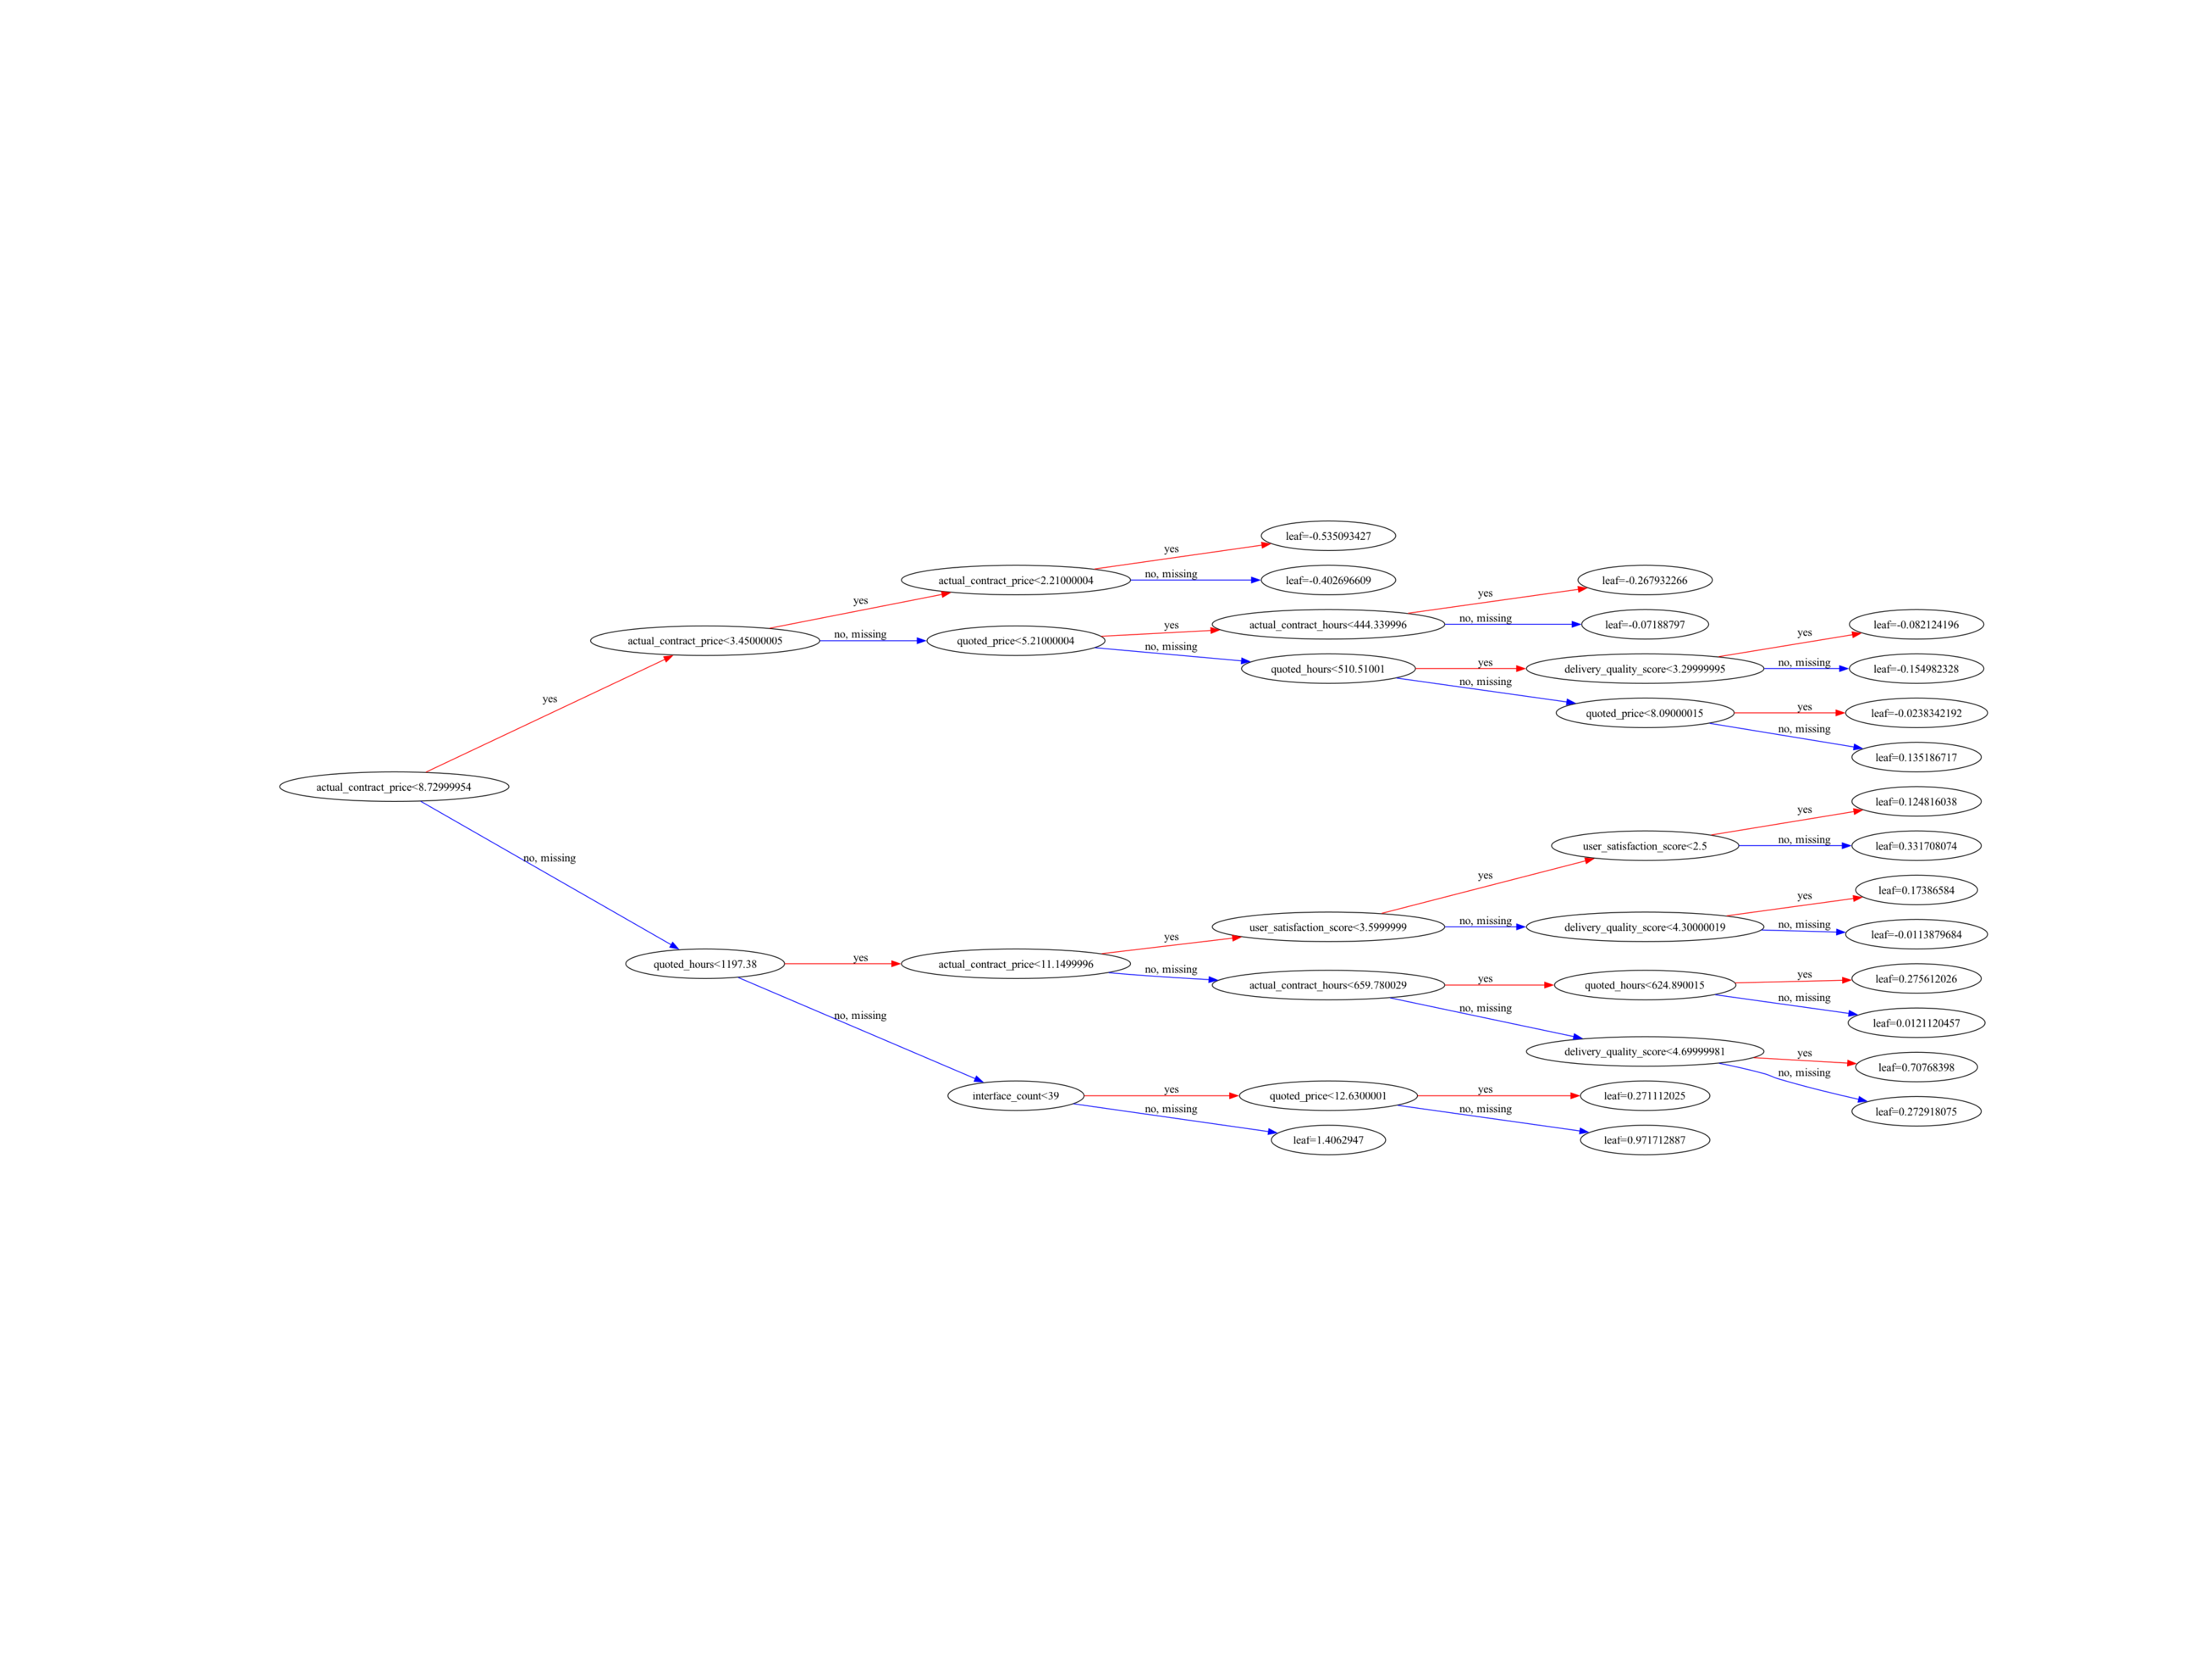 leaf=-0.535093427
yes
actual_contract_price<2.21000004
no, missing
leaf=-0.402696609
leaf=-0.267932266
yes
yes
actual_contract_hours<444.339996
no, missing
leaf=-0.07188797
yes
actual_contract_price<3.45000005
no, missing
quoted_price<5.21000004
yes
no, missing
quoted_hours<510.51001
yes
delivery_quality_score<3.29999995
yes
leaf=-0.082124196
no, missing
leaf=-0.154982328
no, missing
quoted_price<8.09000015
yes
leaf=-0.0238342192
no, missing
leaf=0.135186717
yes
actual_contract_price<8.72999954
no, missing
yes
leaf=0.124816038
user_satisfaction_score<2.5
no, missing
leaf=0.331708074
yes
yes
leaf=0.17386584
user_satisfaction_score<3.5999999
no, missing
delivery_quality_score<4.30000019
no, missing
leaf=-0.0113879684
yes
quoted_hours<1197.38
yes
actual_contract_price<11.1499996
no, missing
actual_contract_hours<659.780029
yes
quoted_hours<624.890015
yes
leaf=0.275612026
no, missing
leaf=0.0121120457
no, missing
delivery_quality_score<4.69999981
yes
leaf=0.70768398
no, missing
leaf=0.272918075
no, missing
interface_count<39
yes
quoted_price<12.6300001
yes
leaf=0.271112025
no, missing
leaf=1.4062947
no, missing
leaf=0.971712887